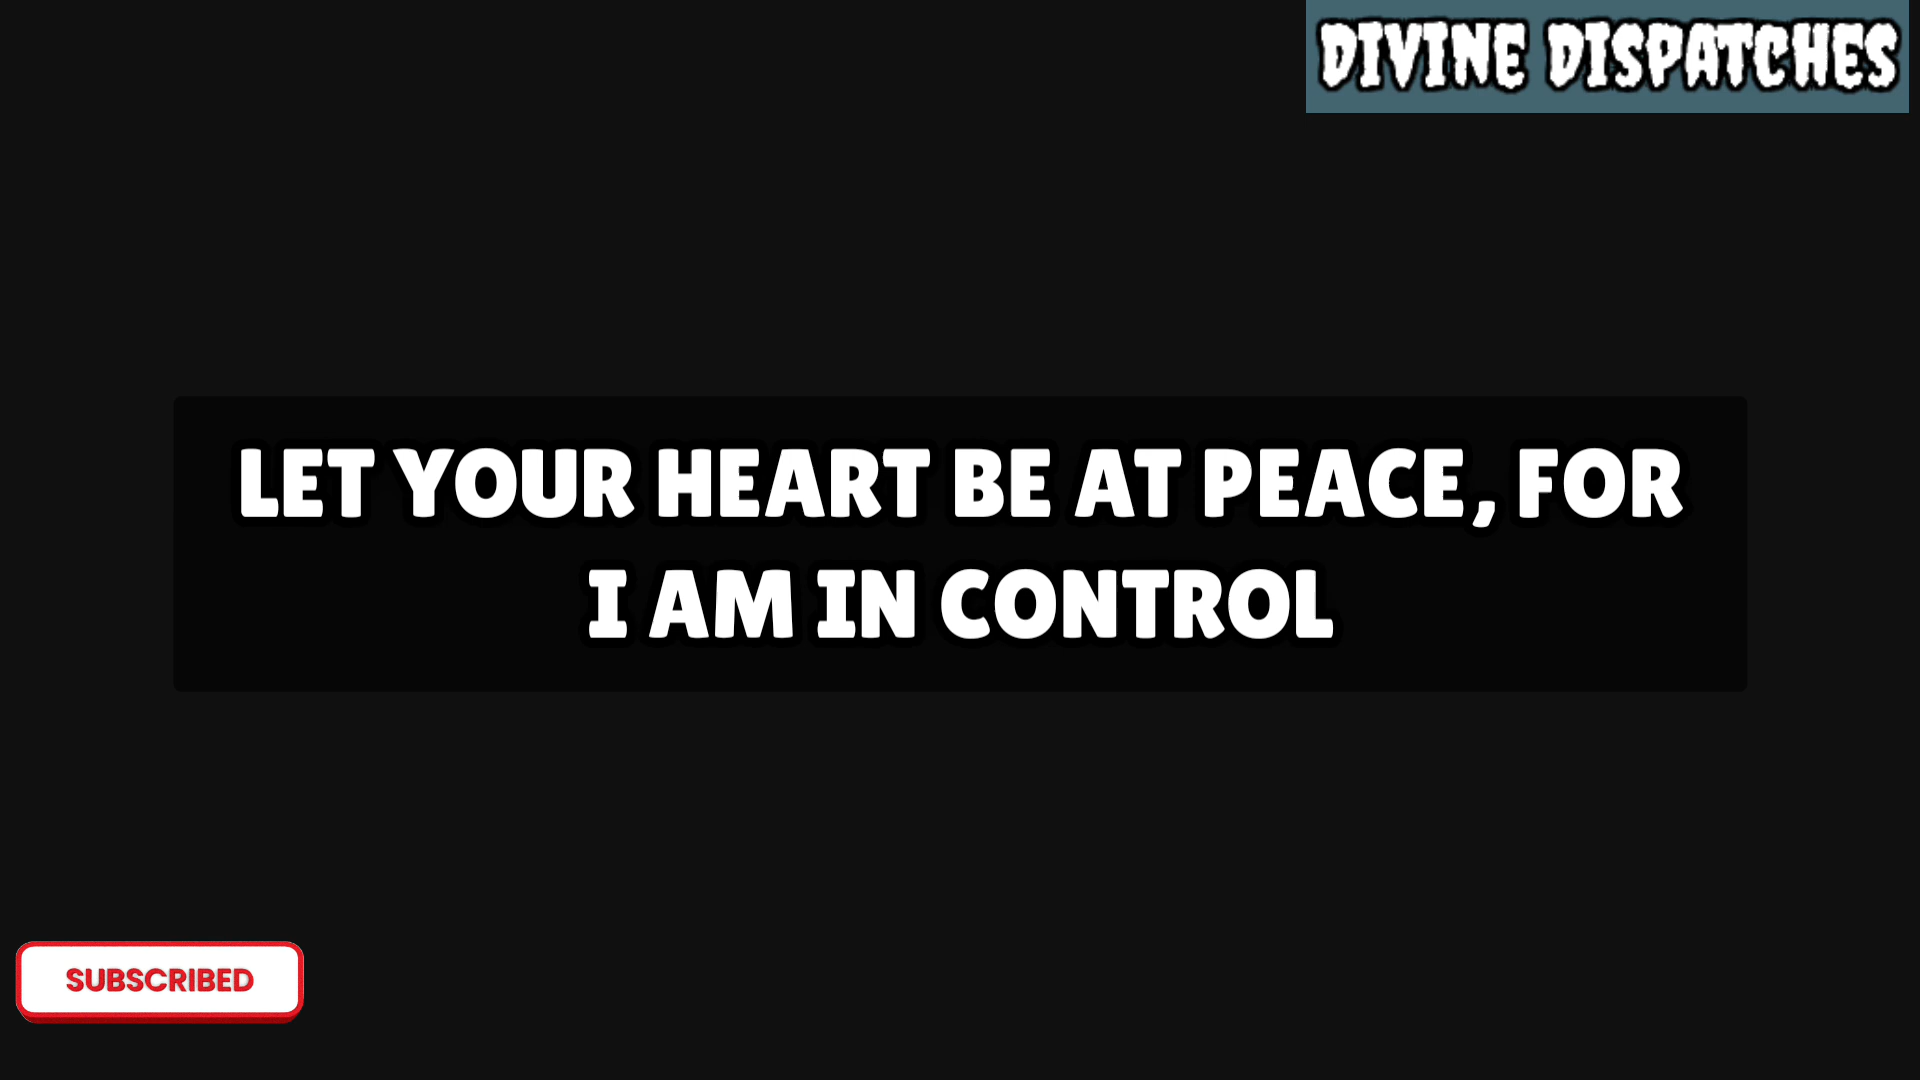 DIVINE DISPATCHES
LET YOUR HEART BE AT PEACE, FOR
I AM IN CONTROL
SUBSCRIBED